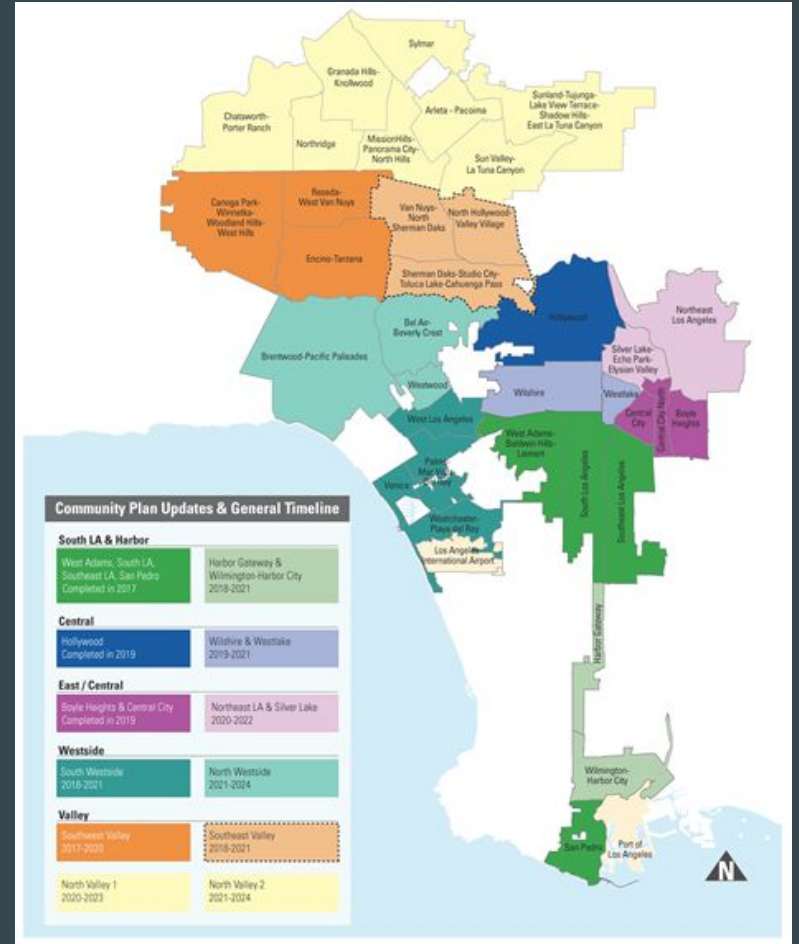 Sylmar
Granada Hills-
Knollwood
Sunland-Tujunga-
Lake View Terrace-
Shadow Hills-
East La Tuna Canyon
Arleta - Pacoima
Chatsworth-
Porter Ranch
Northridge
MissionHills-
Panorama City-
North Hills
Sun Valley-
La Tuna Canyon
Canoga Park-
Winnetka-
Woodland Hills-
West Hills
Reseda-
West Van Nuys
Van Nuys-
North
Sherman Oaks
North Hollywood-
Valley Village
Encino-Tarzana
Sherman Oaks-Studio City-
Toluca Lake-Cahuenga Pass
Hollywood
Northeast
Los Angeles
Bel Air-
Beverly Crest
Brentwood-Pacific Palisades
Silver Lake-
Echo Park-
Elysian Valley
Westwood
Wilshire
Westlake
Central
City
Central City North
Boyle
Heights
West Los Angeles
West Adams-
Baldwin Hills-
Leimert
South Los Angeles
Southeast Los Angeles
Palms
Mar Vista
Del Rey
Venice
Westchester-
Playa del Rey
Los Angeles
International Airport
Harbor Gateway
Wilmington-
Harbor City
San Pedro
Port of
Los Angeles
N
Community Plan Updates & General Timeline
South LA & Harbor
West Adams, South LA,
Southeast LA, San Pedro
Completed in 2017
Harbor Gateway &
Wilmington-Harbor City
2018-2021
Central
Hollywood
Completed in 2019
Wilshire & Westlake
2019-2021
East / Central
Boyle Heights & Central City
Completed in 2019
Northeast LA & Silver Lake
2020-2022
Westside
South Westside
2018-2021
North Westside
2021-2024
Valley
Southwest Valley
2017-2020
Southeast Valley
2018-2021
North Valley 1
2020-2023
North Valley 2
2021-2024